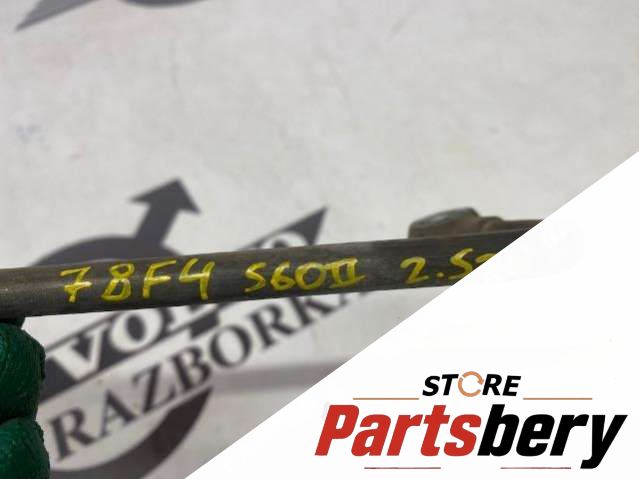 78F4 S60II 2.5
VOLVO
RAZBORKA
STORE
Partsbery